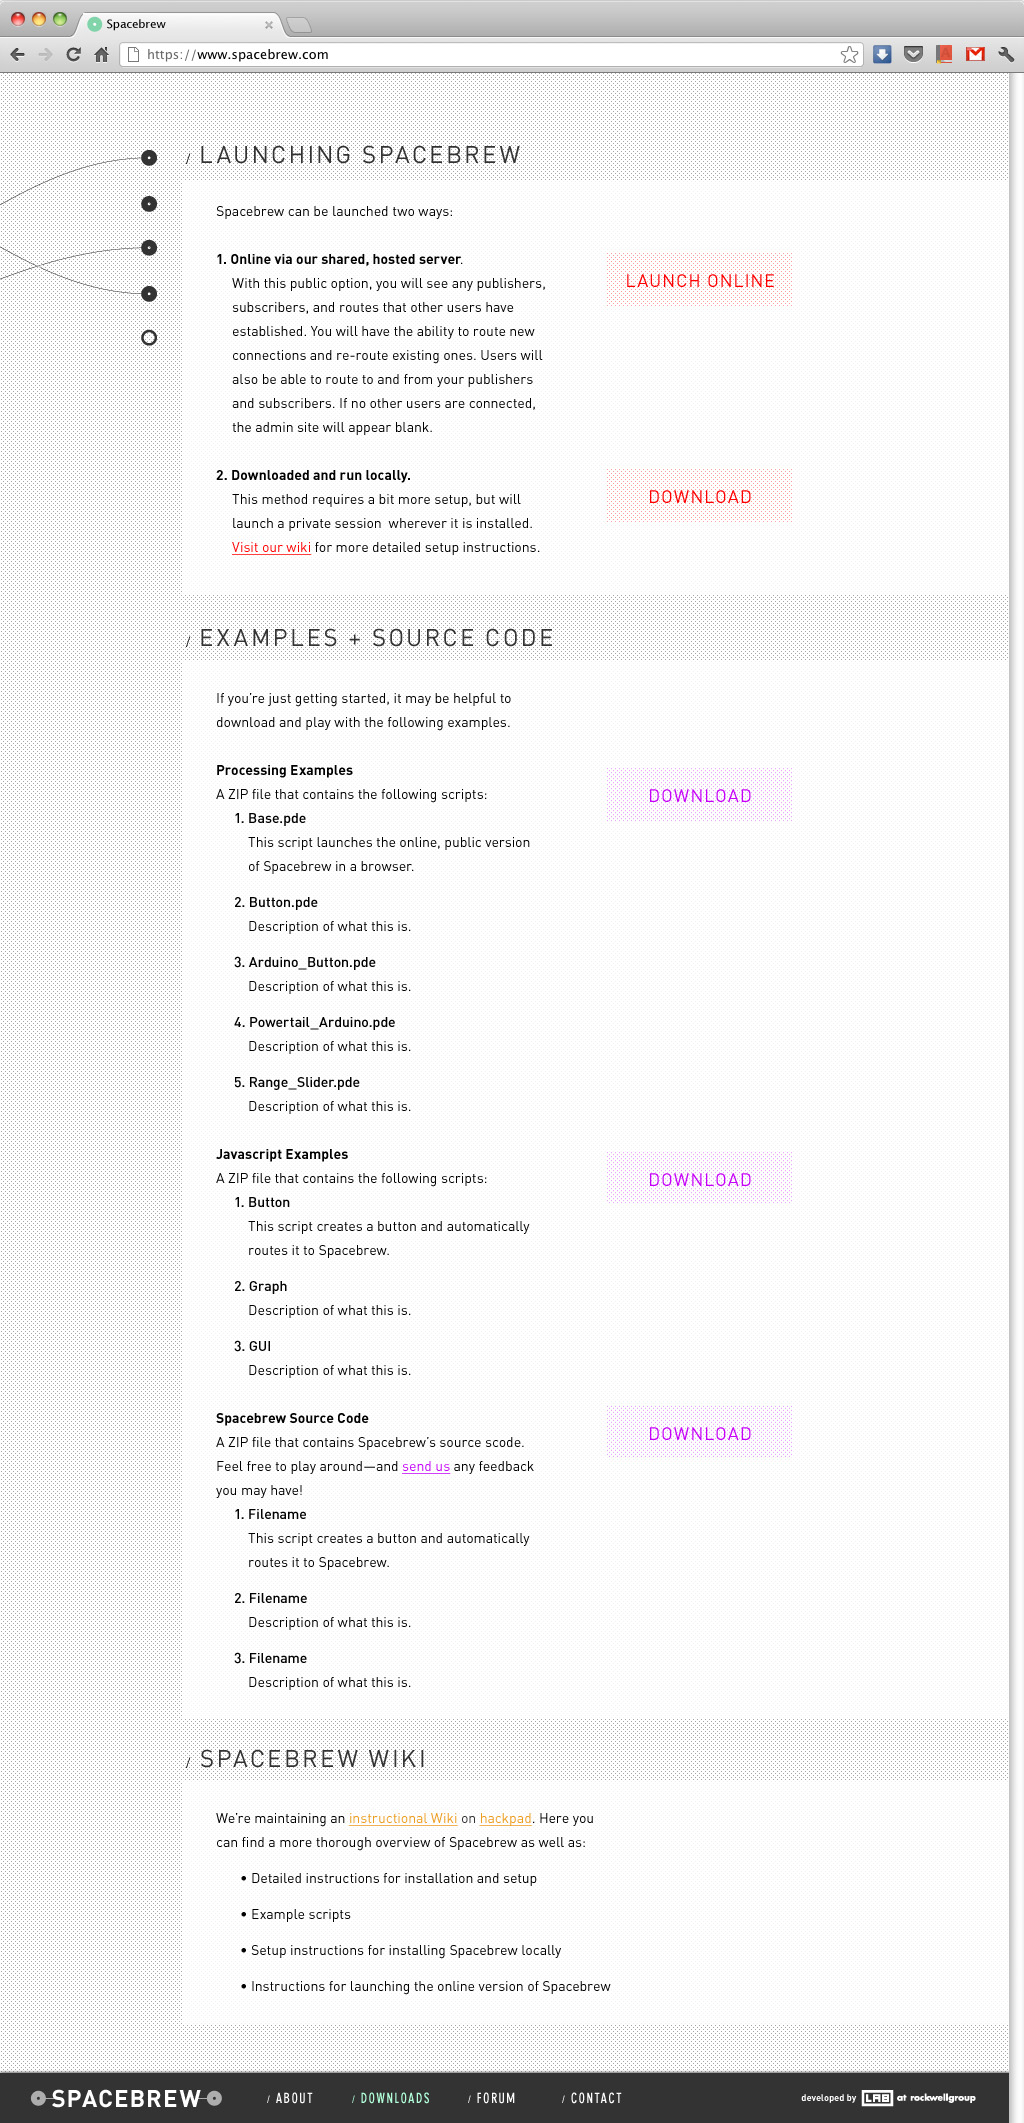 Spacebrew
https://www.spacebrew.com
/ LAUNCHING SPACEBREW
Spacebrew can be launched two ways:
1. Online via our shared, hosted server.
With this public option, you will see any publishers,
subscribers, and routes that other users have
established. You will have the ability to route new
connections and re-route existing ones. Users will
also be able to route to and from your publishers
and subscribers. If no other users are connected,
the admin site will appear blank.
LAUNCH ONLINE
2. Downloaded and run locally.
This method requires a bit more setup, but will
launch a private session wherever it is installed.
Visit our wiki for more detailed setup instructions.
DOWNLOAD
/ EXAMPLES + SOURCE CODE
If you're just getting started, it may be helpful to
download and play with the following examples.
Processing Examples
A ZIP file that contains the following scripts:
DOWNLOAD
1. Base.pde
This script launches the online, public version
of Spacebrew in a browser.
2. Button.pde
Description of what this is.
3. Arduino_Button.pde
Description of what this is.
4. Powertail_Arduino.pde
Description of what this is.
5. Range_Slider.pde
Description of what this is.
Javascript Examples
A ZIP file that contains the following scripts:
DOWNLOAD
1. Button
This script creates a button and automatically
routes it to Spacebrew.
2. Graph
Description of what this is.
3. GUI
Description of what this is.
Spacebrew Source Code
A ZIP file that contains Spacebrew's source scode.
Feel free to play around—and send us any feedback
you may have!
DOWNLOAD
1. Filename
This script creates a button and automatically
routes it to Spacebrew.
2. Filename
Description of what this is.
3. Filename
Description of what this is.
/ SPACEBREW WIKI
We're maintaining an instructional Wiki on hackpad. Here you
can find a more thorough overview of Spacebrew as well as:
• Detailed instructions for installation and setup
• Example scripts
• Setup instructions for installing Spacebrew locally
• Instructions for launching the online version of Spacebrew
SPACEBREW
/ ABOUT
/ DOWNLOADS
/ FORUM
/ CONTACT
developed by LAB at rockwellgroup